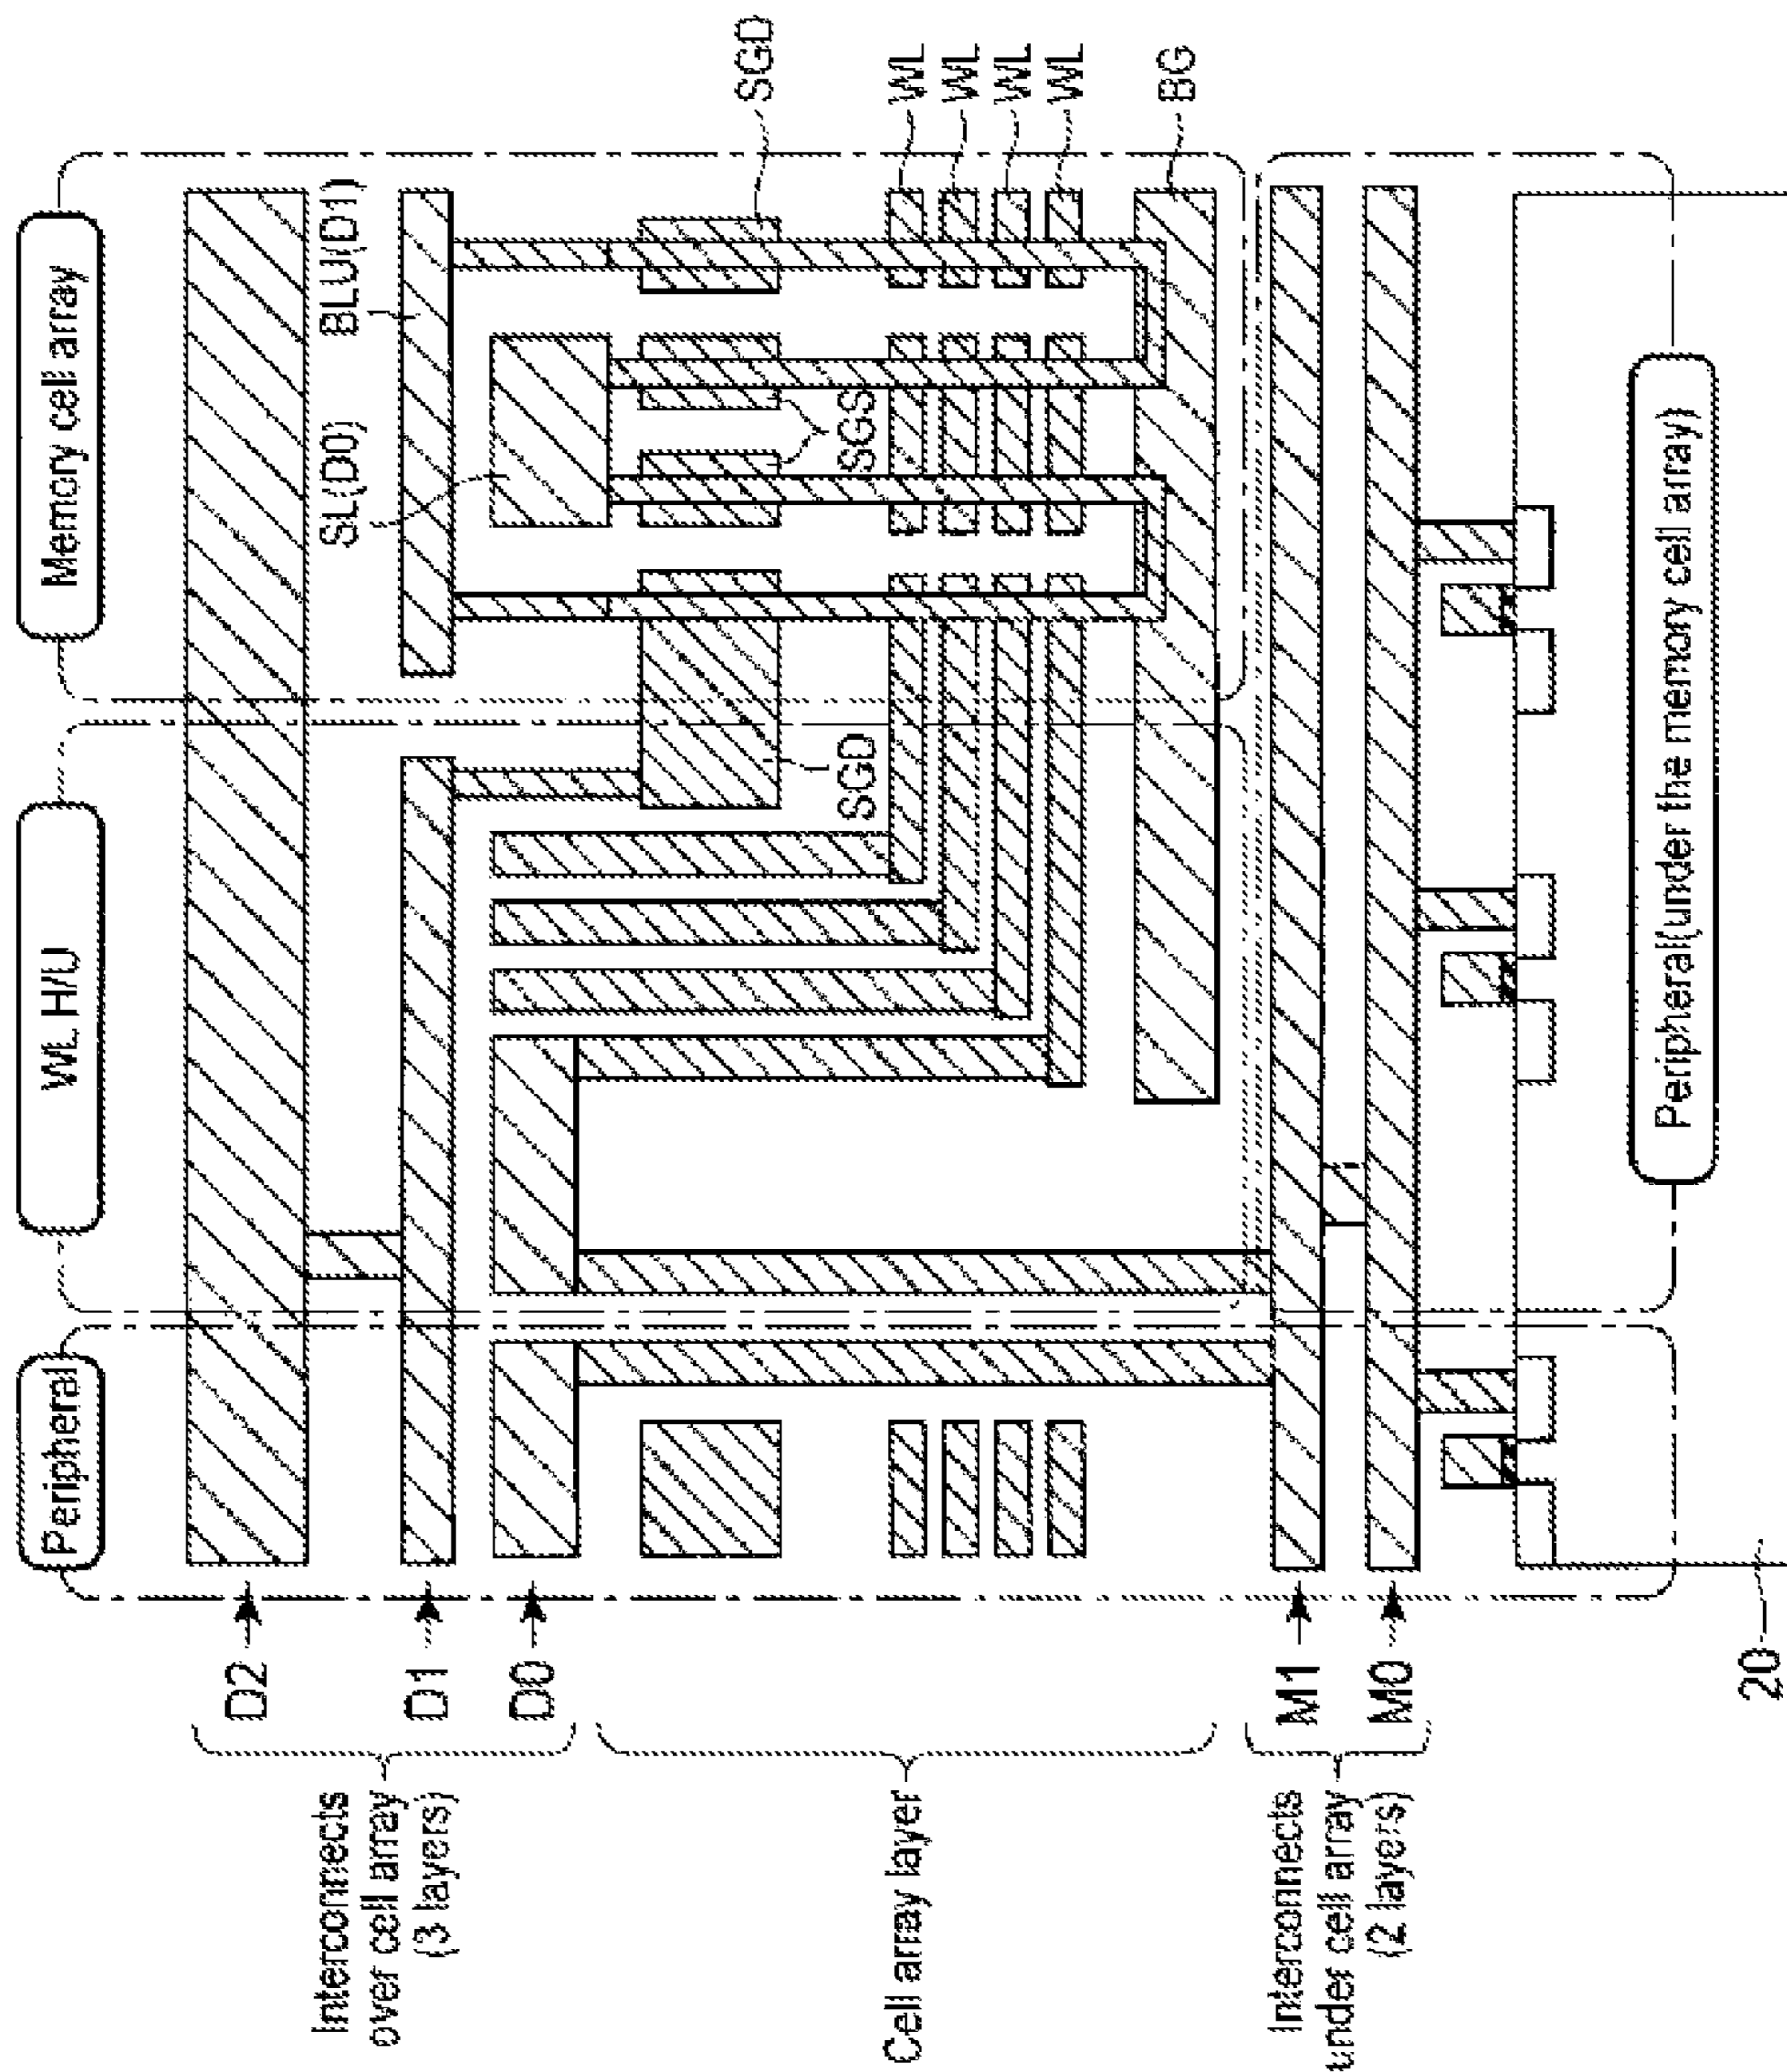 Peripheral
WL H/U
Memory cell array
D2
D1
D0
M1
M0
20
Interconnects
over cell array
(3 layers)
Cell array layer
Interconnects
under cell array
(2 layers)
SL(D0)
BLU(D1)
SGD
SGS
SGD
WL
WL
WL
WL
BG
Peripheral(under the memory cell array)